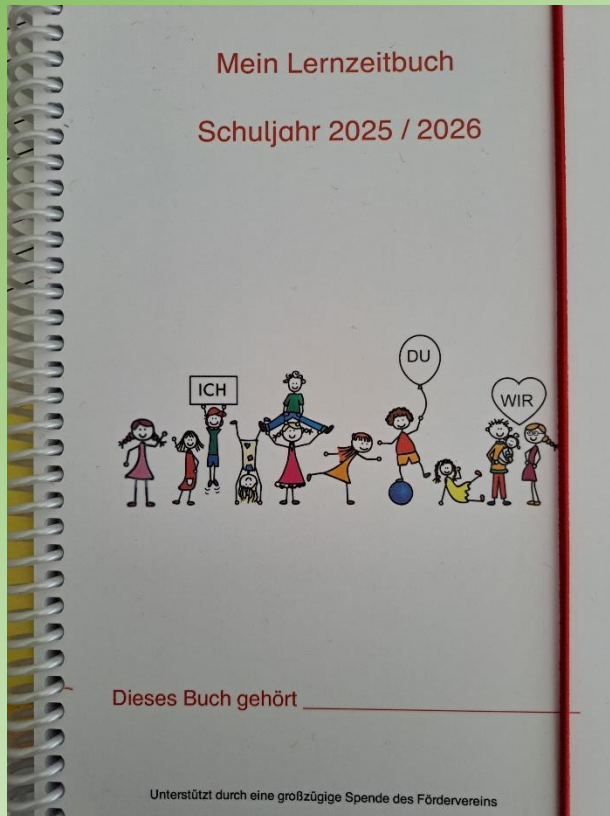 Mein Lernzeitbuch
Schuljahr 2025 / 2026
DU
ICH
WIR
Dieses Buch gehört
Unterstützt durch eine großzügige Spende des Fördervereins